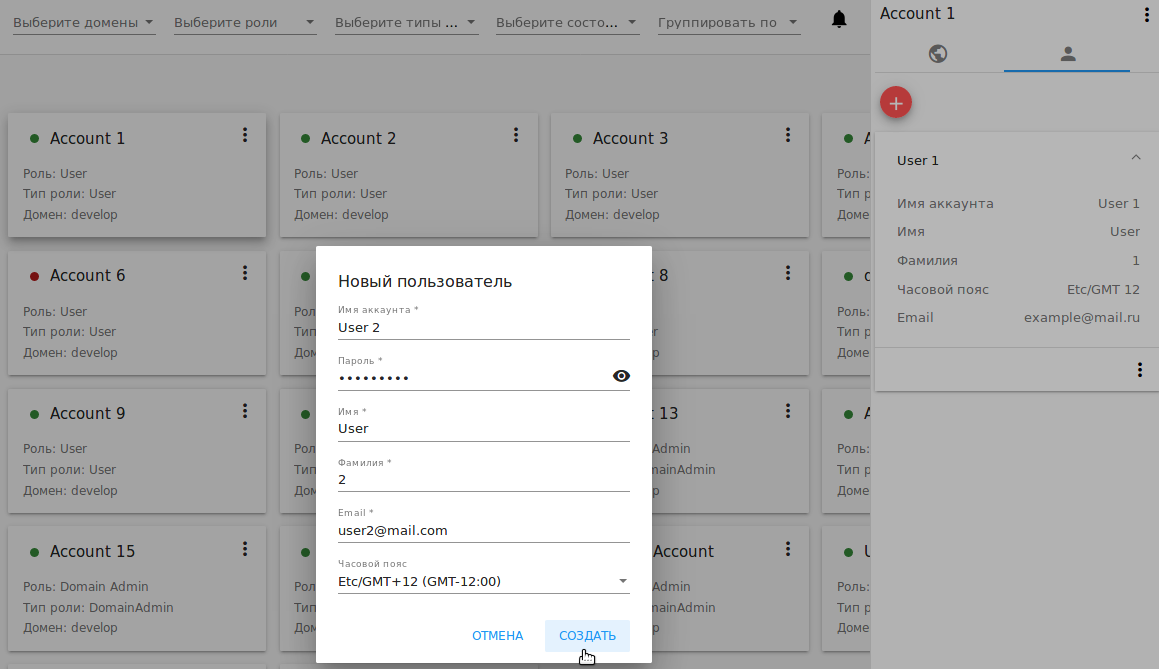 Выберите домены
Выберите роли
Выберите типы ...
Выберите состо...
Группировать по
Account 1
Account 1
Роль: User
Тип роли: User
Домен: develop
Account 2
Роль: User
Тип роли: User
Домен: develop
Account 3
Роль: User
Тип роли: User
Домен: develop
Роль:
Тип р
Доме
Account 6
Роль: User
Тип роли: User
Домен: develop
t 8
Роль:
Тип р
Доме
Account 9
Роль: User
Тип роли: User
Домен: develop
t 13
Admin
mainAdmin
Роль:
Тип р
Доме
Account 15
Роль: Domain Admin
Тип роли: DomainAdmin
Домен: develop
Account
Роль:
Тип р
Доме
Новый пользователь
Имя аккаунта *
User 2
Пароль *
•••••••••
Имя *
User
Фамилия *
2
Email *
user2@mail.com
Часовой пояс
Etc/GMT+12 (GMT-12:00)
ОТМЕНА
СОЗДАТЬ
User 1
Имя аккаунта User 1
Имя User
Фамилия 1
Часовой пояс Etc/GMT 12
Email example@mail.ru